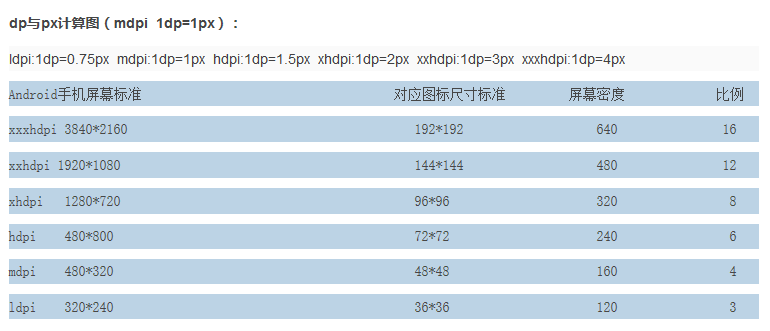 dp与px计算图（mdpi 1dp=1px）：
ldpi:1dp=0.75px mdpi:1dp=1px hdpi:1dp=1.5px xhdpi:1dp=2px xxhdpi:1dp=3px xxxhdpi:1dp=4px
Android手机屏幕标准 对应图标尺寸标准 屏幕密度 比例
xxxhdpi 3840*2160 192*192 640 16
xxhdpi 1920*1080 144*144 480 12
xhdpi 1280*720 96*96 320 8
hdpi 480*800 72*72 240 6
mdpi 480*320 48*48 160 4
ldpi 320*240 36*36 120 3